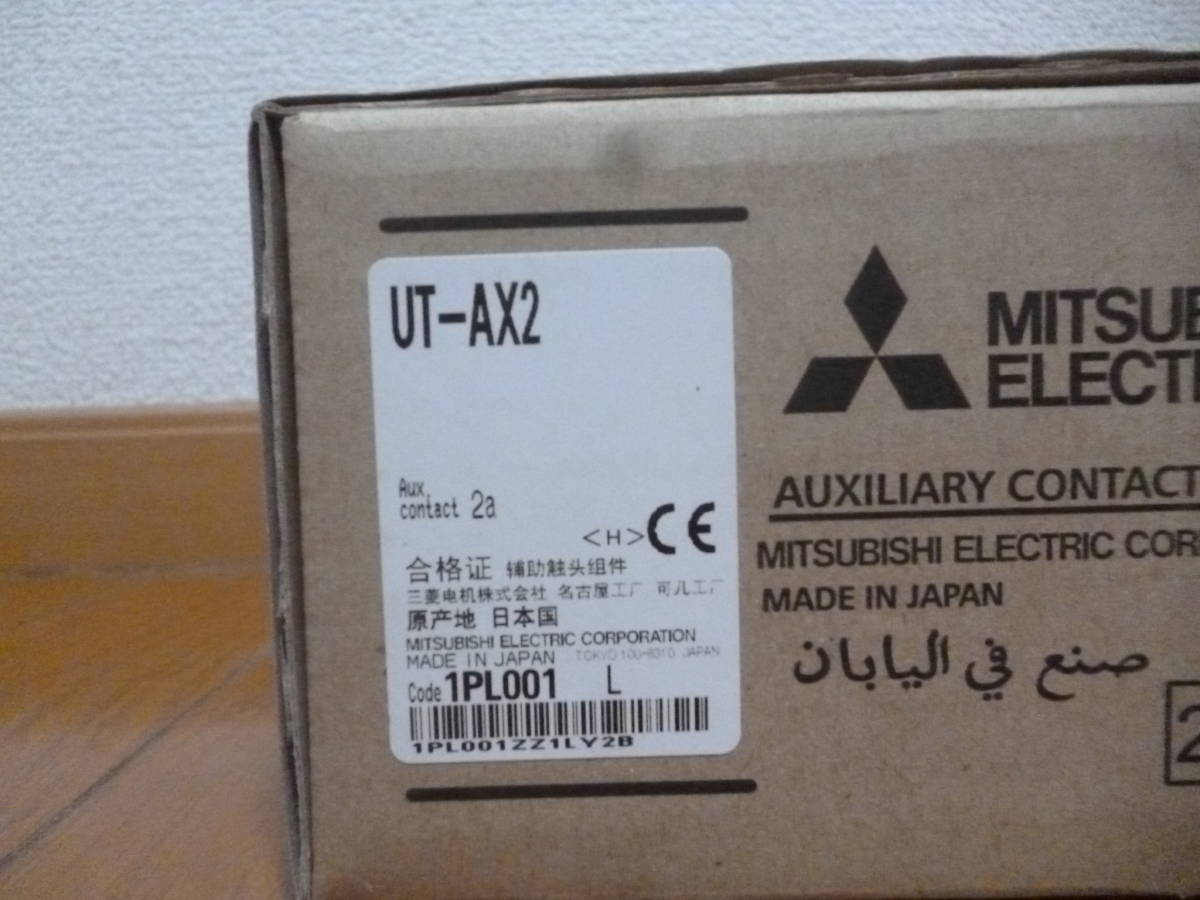 UT-AX2
Aux
contact 2a
<H> CE
合格证 辅助触头组件
三菱电机株式会社 名古屋工厂 可儿工厂
原产地 日本国
MITSUBISHI ELECTRIC CORPORATION
MADE IN JAPAN TOKYO 100-8310, JAPAN
Code 1PL001 L
1PL001ZZ1LY2B
MITSUB
ELECT
AUXILIARY CONTACT
MITSUBISHI ELECTRIC COR
MADE IN JAPAN
صنع في اليابان
2